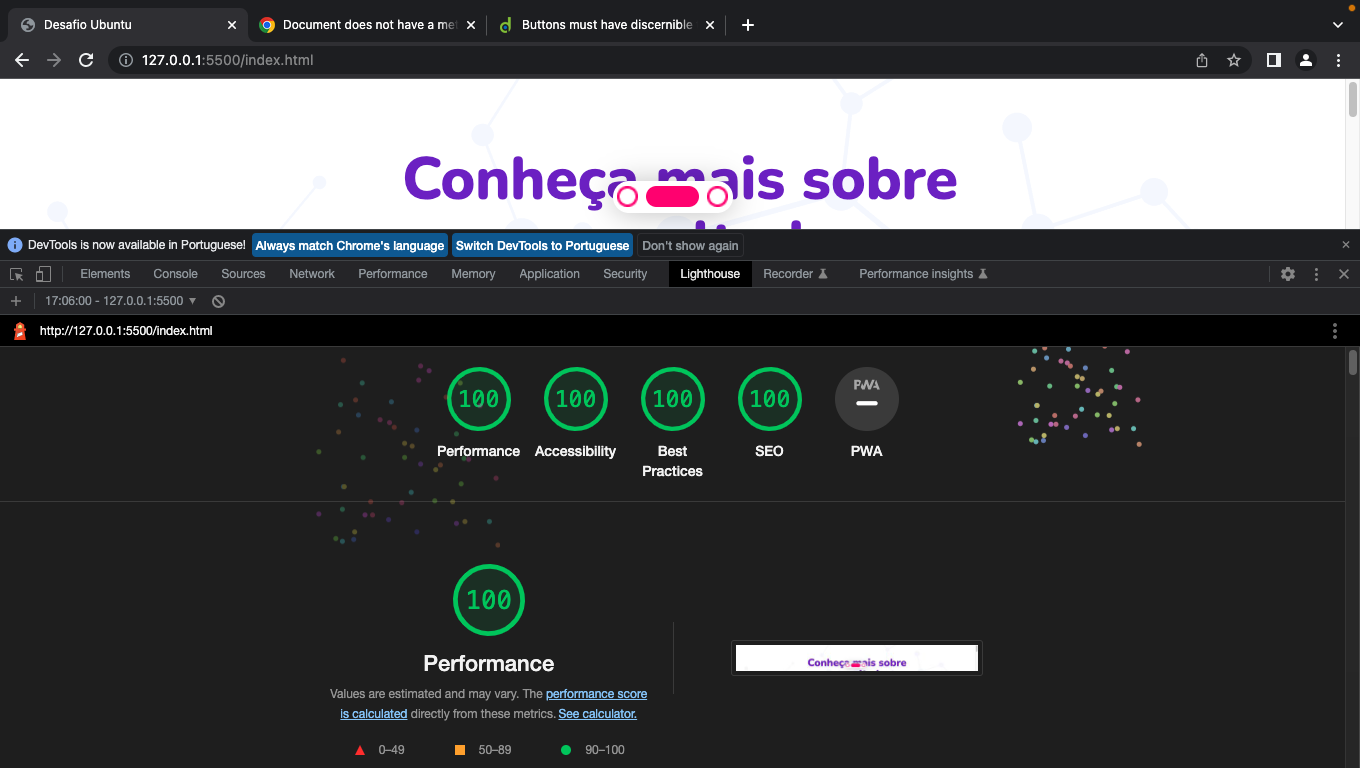 Desafio Ubuntu
Document does not have a met
Buttons must have discernible
127.0.0.1:5500/index.html
Conheça mais sobre
DevTools is now available in Portuguese! Always match Chrome's language Switch DevTools to Portuguese Don't show again
Elements Console Sources Network Performance Memory Application Security Lighthouse Recorder Performance insights
17:06:00 - 127.0.0.1:5500
http://127.0.0.1:5500/index.html
100 100 100 100 PWA
Performance Accessibility Best Practices SEO PWA
100
Performance
Values are estimated and may vary. The performance score
is calculated directly from these metrics. See calculator.
0–49 50–89 90–100
Conheça mais sobre